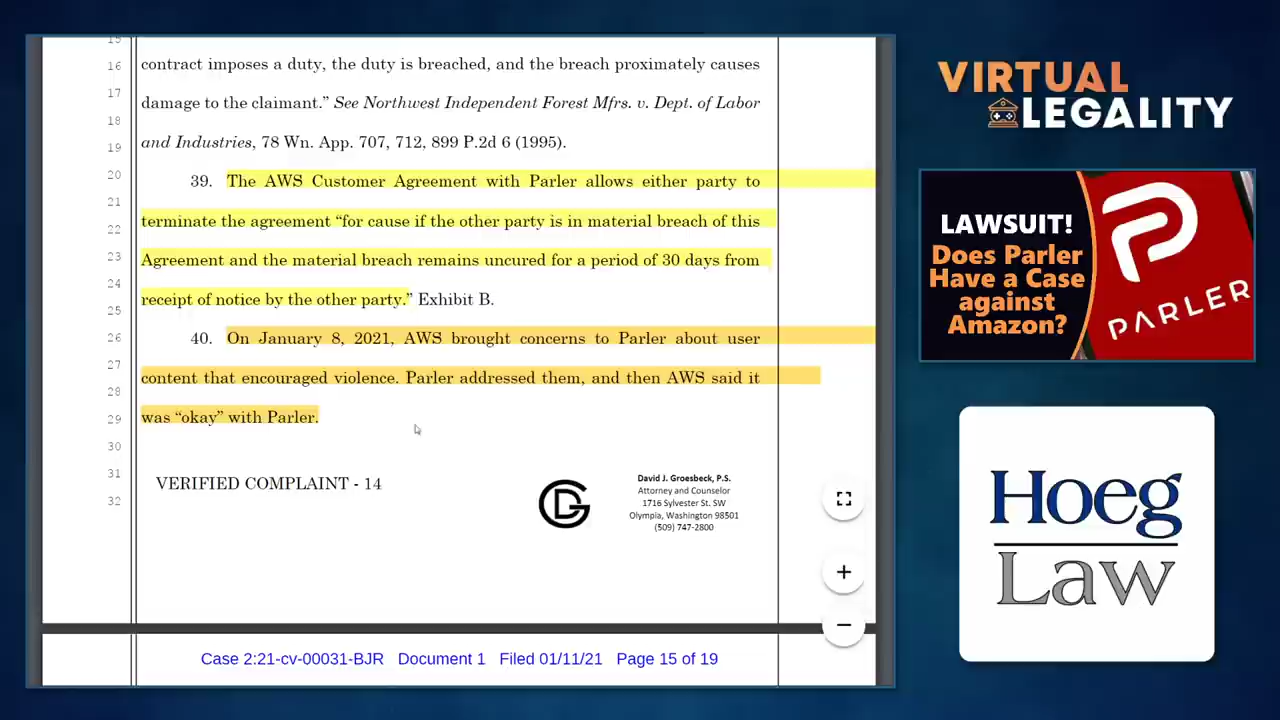 15
16 contract imposes a duty, the duty is breached, and the breach proximately causes
17 damage to the claimant.” See Northwest Independent Forest Mfrs. v. Dept. of Labor
18
19 and Industries, 78 Wn. App. 707, 712, 899 P.2d 6 (1995).
20 39. The AWS Customer Agreement with Parler allows either party to
21
22 terminate the agreement “for cause if the other party is in material breach of this
23 Agreement and the material breach remains uncured for a period of 30 days from
24
25 receipt of notice by the other party.” Exhibit B.
26 40. On January 8, 2021, AWS brought concerns to Parler about user
27
28 content that encouraged violence. Parler addressed them, and then AWS said it
29 was “okay” with Parler.
30
31 VERIFIED COMPLAINT - 14
32
DG
David J. Groesbeck, P.S.
Attorney and Counselor
1716 Sylvester St. SW
Olympia, Washington 98501
(509) 747-2800
Case 2:21-cv-00031-BJR Document 1 Filed 01/11/21 Page 15 of 19
VIRTUAL
LEGALITY
LAWSUIT!
Does Parler
Have a Case
against
Amazon?
PARLER
Hoeg
Law